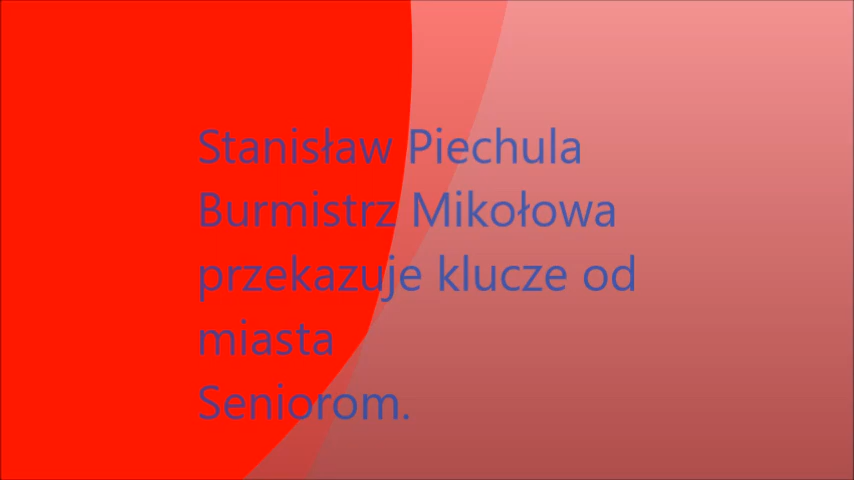 Stanisław Piechula
Burmistrz Mikołowa
przekazuje klucze od
miasta
Seniorom.